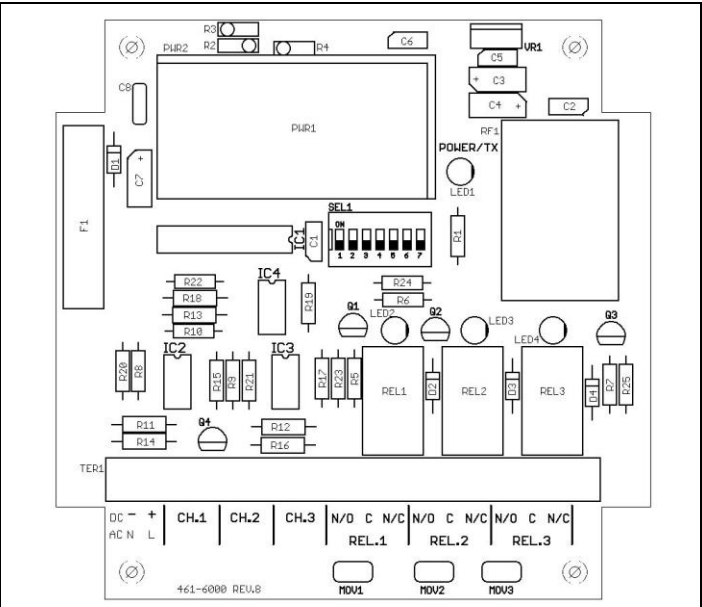 R3
PWR2 R2 R4 C6 VR1
C5
+ C3
C8 C4 + C2
PWR1 RF1
POWER/TX
D1 + C7 LED1
F1 SEL1
ON
IC1 C1 1 2 3 4 5 6 7 R1
R22 IC4 R24
R18 R19 R6
R13 Q1 LED2 Q2 LED3 Q3
R10 LED4
IC2 IC3
R20 R8 R15 R9 R21 R17 R23 R5 REL1 D2 REL2 D3 REL3 D4 R7 R25
R11 Q4 R12
R14 R16
TER1
DC - + CH.1 CH.2 CH.3 N/O C N/C N/O C N/C N/O C N/C
AC N L REL.1 REL.2 REL.3
461-6000 REV.8 MOV1 MOV2 MOV3